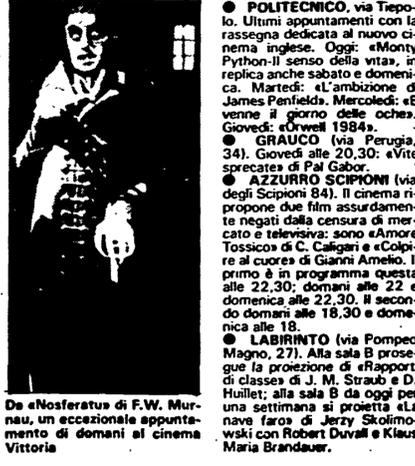 Da «Nosferatu» di F.W. Mur-
nau, un eccezionale appunta-
mento di domani al cinema
Vittoria
● POLITECNICO, via Tiepo-
lo. Ultimi appuntamenti con la
rassegna dedicata al nuovo ci-
nema inglese. Oggi: «Monty
Python-Il senso della vita», in
replica anche sabato e domeni-
ca. Martedì: «L'ambizione d
James Penfield». Mercoledì: «E
venne il giorno delle oche».
Giovedì: «Orwell 1984».
● GRAUCO (via Perugia,
34). Giovedì alle 20,30: «Vite
sprecate» di Pal Gabor.
● AZZURRO SCIPIONI (via
degli Scipioni 84). Il cinema ri-
propone due film assurdamen-
te negati dalla censura di mer-
cato e televisiva: sono «Amore
Tossico» di C. Caligari e «Colpi-
re al cuore» di Gianni Amelio. Il
primo è in programma questa
alle 22,30; domani alle 22 e
domenica alle 22,30. Il secon-
do domani alle 18,30 e dome-
nica alle 18.
● LABIRINTO (via Pompeo
Magno, 27). Alla sala B prose-
gue la proiezione di «Rapport
di classe» di J. M. Straub e D.
Huillet; alla sala B da oggi per
una settimana si proietta «La
nave faro» di Jerzy Skolimo-
wski con Robert Duvall e Klaus
Maria Brandauer.